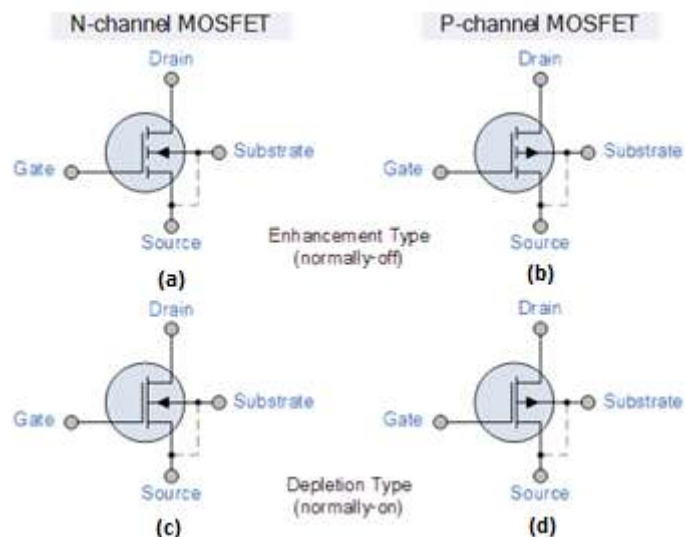 N-channel MOSFET
P-channel MOSFET
Drain
Drain
Gate
Substrate
Gate
Substrate
Source
Source
Enhancement Type
(normally-off)
(a)
(b)
Drain
Drain
Gate
Substrate
Gate
Substrate
Source
Source
Depletion Type
(normally-on)
(c)
(d)